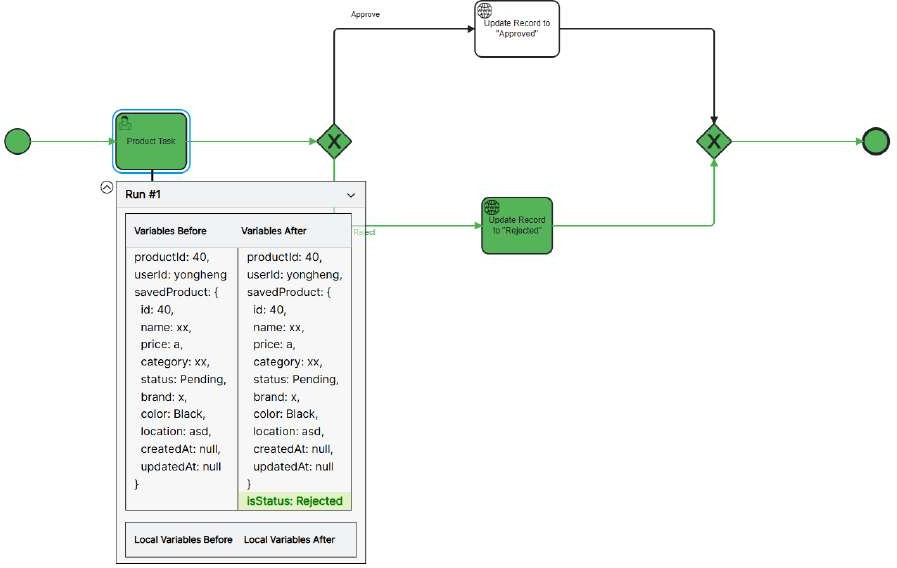 Approve
Update Record to
"Approved"
Product Task
X
X
Run #1
Reject
Update Record
to "Rejected"
Variables Before
Variables After
productId: 40,
userId: yongheng
savedProduct: {
id: 40,
name: xx,
price: a,
category: xx,
status: Pending,
brand: x,
color: Black,
location: asd,
createdAt: null,
updatedAt: null
}
productId: 40,
userId: yongheng,
savedProduct: {
id: 40,
name: xx,
price: a,
category: xx,
status: Pending,
brand: x,
color: Black,
location: asd,
createdAt: null,
updatedAt: null
}
isStatus: Rejected
Local Variables Before
Local Variables After